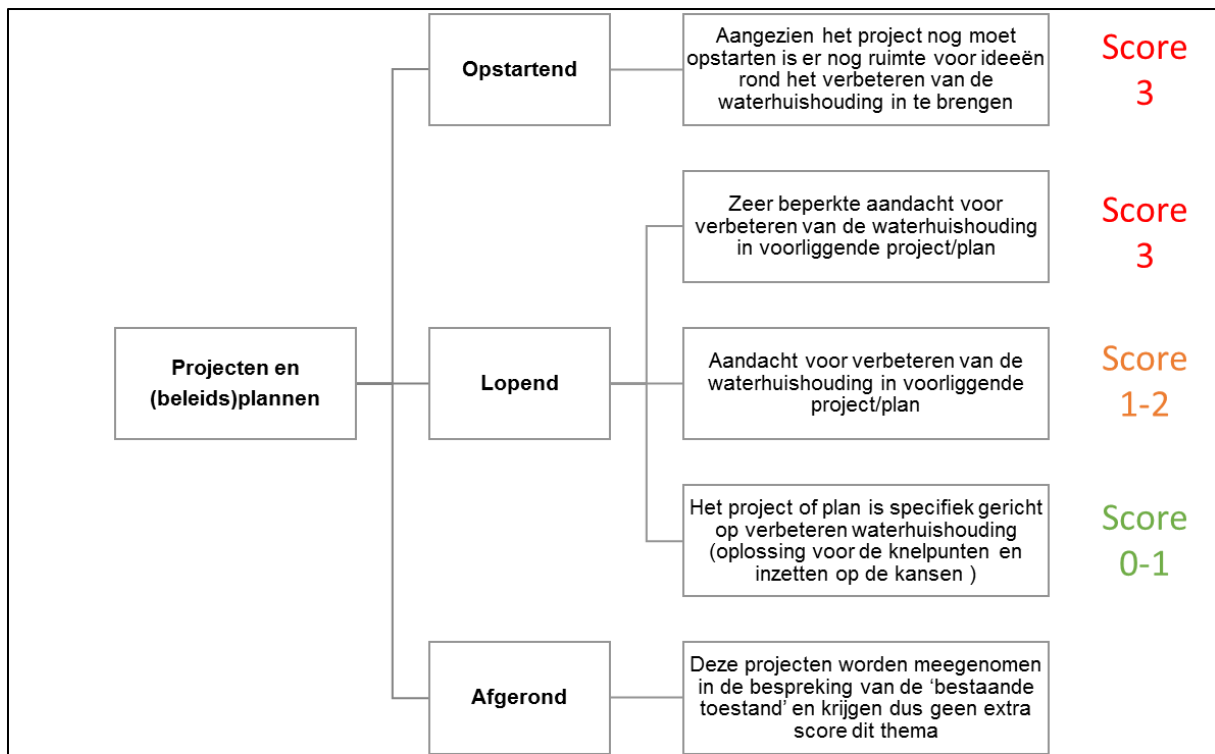 Opstartend
Aangezien het project nog moet
opstarten is er nog ruimte voor ideeën
rond het verbeteren van de
waterhuishouding in te brengen
Score
3
Zeer beperkte aandacht voor
verbeteren van de waterhuishouding
in voorliggende project/plan
Score
3
Projecten en
(beleids)plannen
Lopend
Aandacht voor verbeteren van de
waterhuishouding in voorliggende
project/plan
Score
1-2
Het project of plan is specifiek gericht
op verbeteren waterhuishouding
(oplossing voor de knelpunten en
inzetten op de kansen )
Score
0-1
Afgerond
Deze projecten worden meegenomen
in de bespreking van de ‘bestaande
toestand’ en krijgen dus geen extra
score dit thema